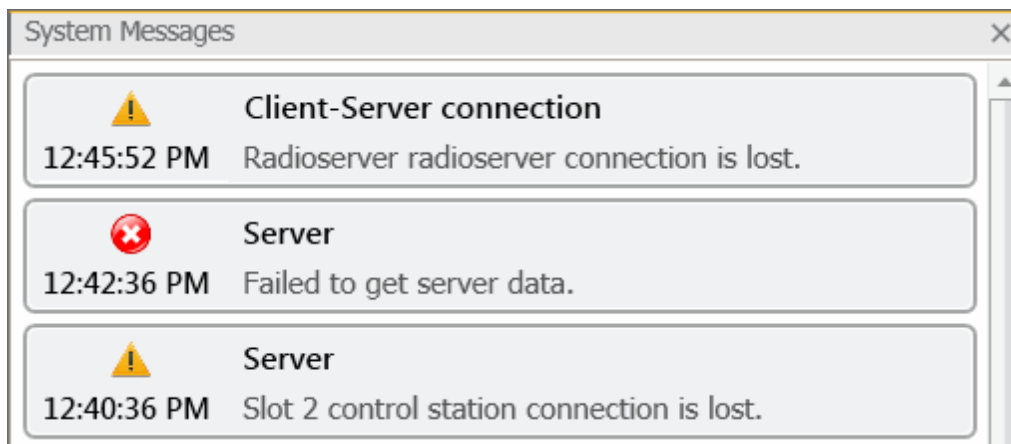 System Messages
Client-Server connection
12:45:52 PM Radioserver radioserver connection is lost.
Server
12:42:36 PM Failed to get server data.
Server
12:40:36 PM Slot 2 control station connection is lost.